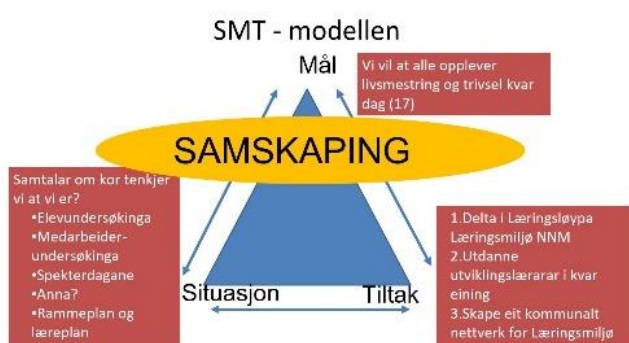 SMT - modellen
Mål
Vi vil at alle opplever
livsmestring og trivsel kvar
dag (17)
SAMSKAPING
Samtalar om kor tenkjer
vi at vi er?
•Elevundersøkinga
•Medarbeider-
undersøkinga
•Spekterdagane
•Anna?
•Rammeplan og
læreplan
Situasjon
Tiltak
1.Delta i Læringsløypa
Læringsmiljø NNM
2.Utdanne
utviklingslærarar i kvar
eining
3.Skape eit kommunalt
nettverk for Læringsmiljø